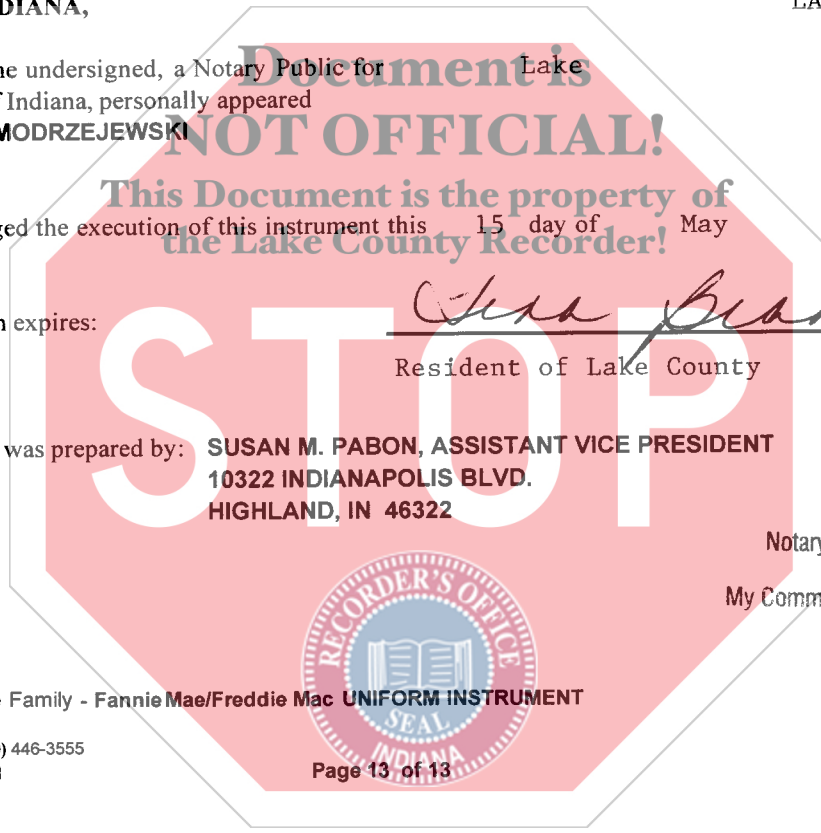 DIANA,
LA
Document is
e undersigned, a Notary Public for Lake
f Indiana, personally appeared
MODRZEJEWSKI
NOT OFFICIAL!
This Document is the property of
ged the execution of this instrument this 15 day of May
the Lake County Recorder!
n expires:
STOP
Resident of Lake County
was prepared by: SUSAN M. PABON, ASSISTANT VICE PRESIDENT
10322 INDIANAPOLIS BLVD.
HIGHLAND, IN 46322
Notary
My Comm
RECORDER'S OFFICE
SEAL
INDIANA
Family - Fannie Mae/Freddie Mac UNIFORM INSTRUMENT
) 446-3555
Page 13 of 13